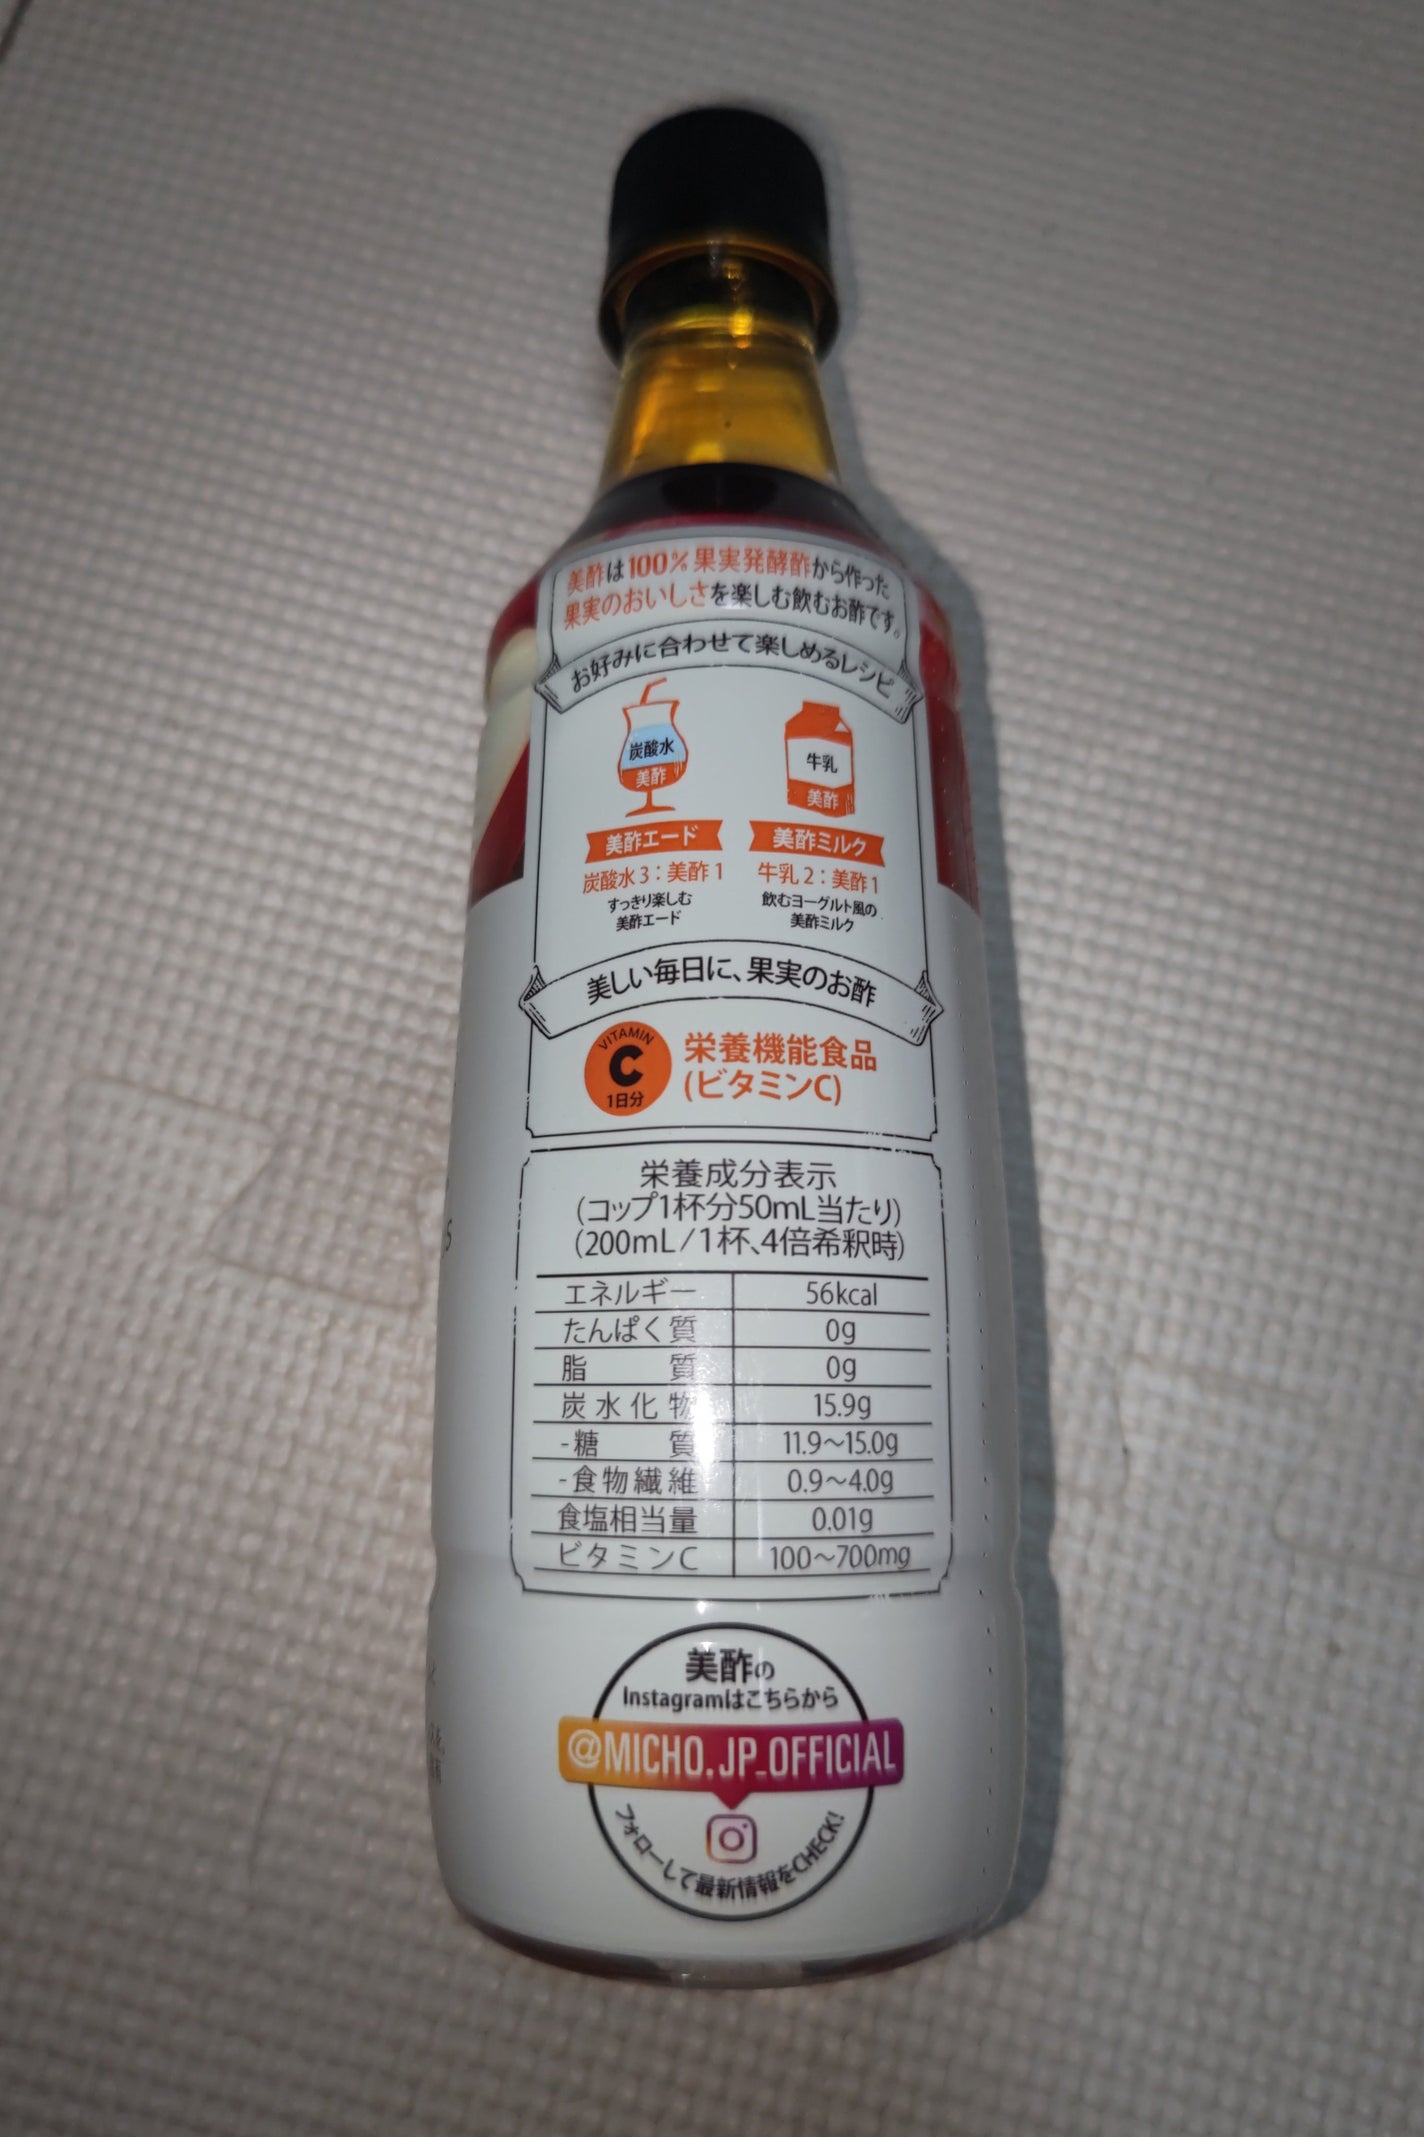 美酢は100%果実発酵酢から作った
果実のおいしさを楽しむ飲むお酢です。
お好みに合わせて楽しめるレシピ
炭酸水
美酢
牛乳
美酢
美酢エード
美酢ミルク
炭酸水3:美酢1
牛乳2:美酢1
すっきり楽しむ
美酢エード
飲むヨーグルト風の
美酢ミルク
美しい毎日に、果実のお酢
VITAMIN
C
1日分
栄養機能食品
(ビタミンC)
栄養成分表示
(コップ1杯分50mL当たり)
(200mL/1杯、4倍希釈時)
エネルギー 56kcal
たんぱく質 0g
脂質 0g
炭水化物 15.9g
-糖質 11.9～15.0g
-食物繊維 0.9～4.0g
食塩相当量 0.01g
ビタミンC 100～700mg
美酢の
Instagramはこちらから
@MICHO.JP_OFFICIAL
フォローして最新情報をCHECK!